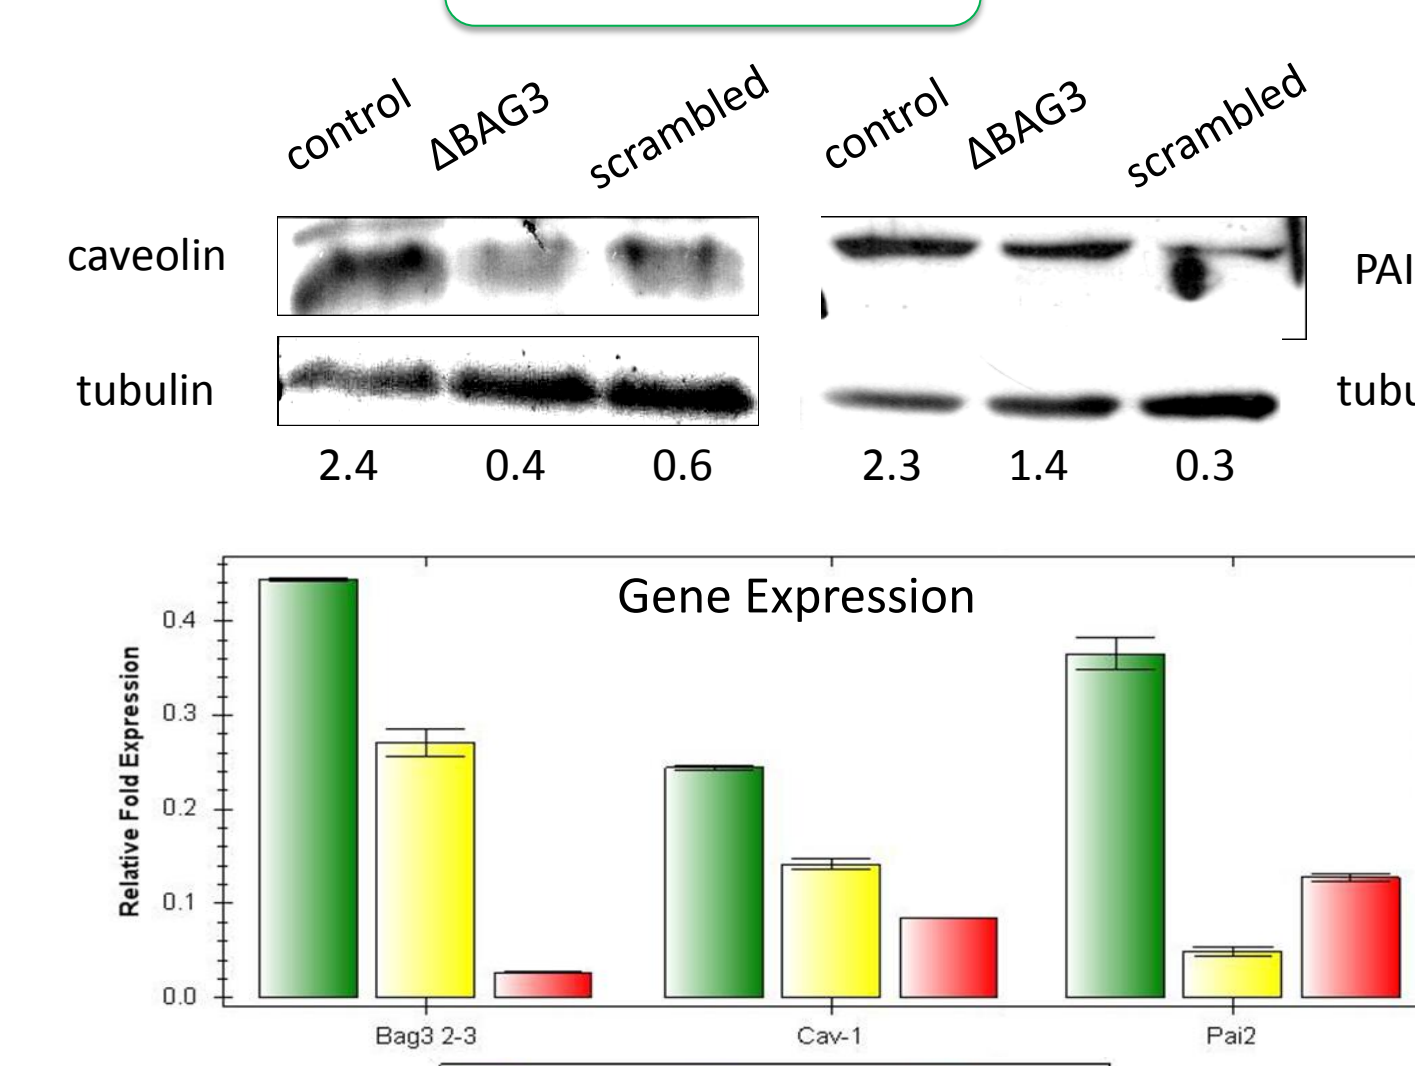 control ΔBAG3 scrambled control ΔBAG3 scrambled
caveolin PAI
tubulin tubu
2.4 0.4 0.6 2.3 1.4 0.3
Gene Expression
Relative Fold Expression
0.4
0.3
0.2
0.1
0.0
Bag3 2-3 Cav-1 Pai2